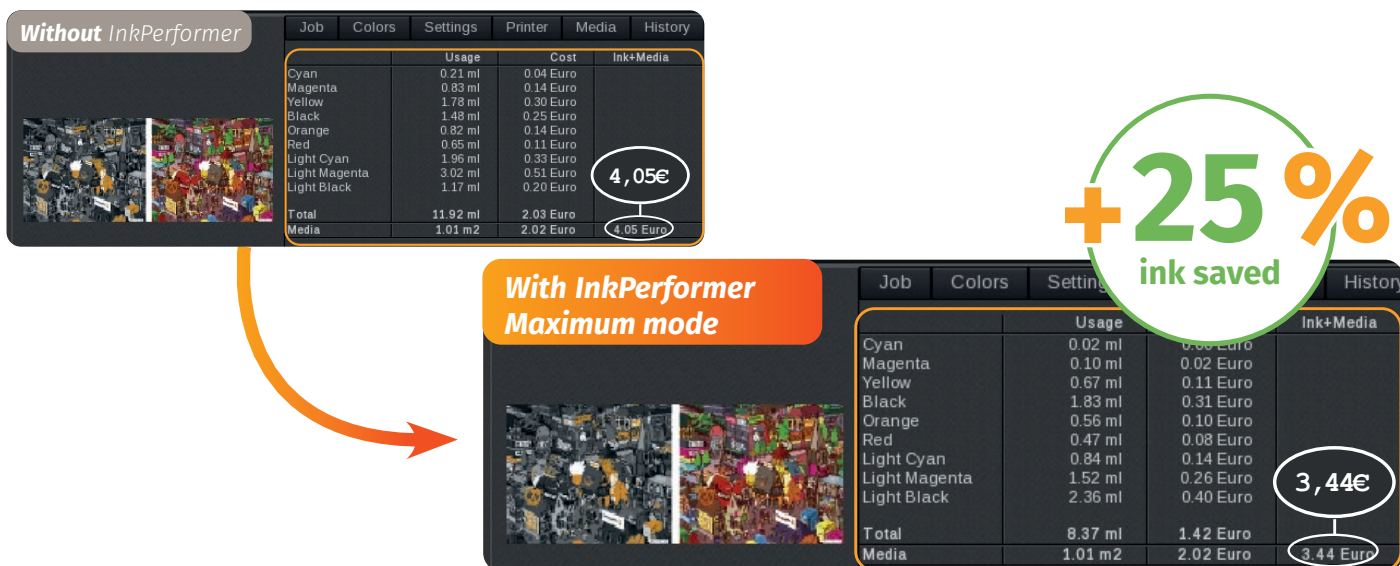 Without InkPerformer
Job Colors Settings Printer Media History
Usage Cost Ink+Media
Cyan 0.21 ml 0.04 Euro
Magenta 0.83 ml 0.14 Euro
Yellow 1.78 ml 0.30 Euro
Black 1.48 ml 0.25 Euro
Orange 0.82 ml 0.14 Euro
Red 0.65 ml 0.11 Euro
Light Cyan 1.96 ml 0.33 Euro
Light Magenta 3.02 ml 0.51 Euro
Light Black 1.17 ml 0.20 Euro
4,05€
Total 11.92 ml 2.03 Euro
Media 1.01 m2 2.02 Euro 4.05 Euro
+25%
ink saved
With InkPerformer
Maximum mode
Job Colors Setting History
Usage Ink+Media
Cyan 0.02 ml
Magenta 0.10 ml 0.02 Euro
Yellow 0.67 ml 0.11 Euro
Black 1.83 ml 0.31 Euro
Orange 0.56 ml 0.10 Euro
Red 0.47 ml 0.08 Euro
Light Cyan 0.84 ml 0.14 Euro
Light Magenta 1.52 ml 0.26 Euro
Light Black 2.36 ml 0.40 Euro
3,44€
Total 8.37 ml 1.42 Euro
Media 1.01 m2 2.02 Euro 3.44 Euro